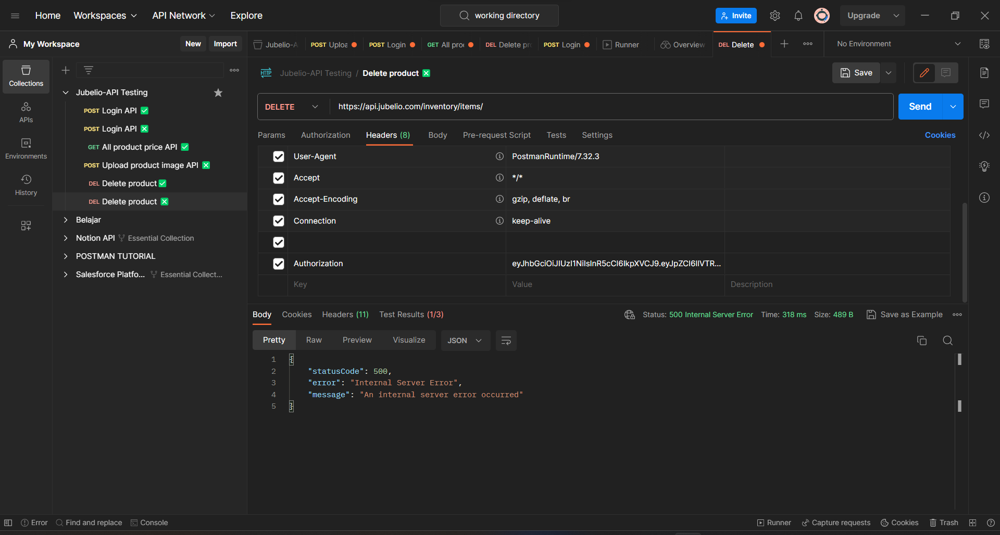 Home Workspaces API Network Explore working directory Invite Upgrade
My Workspace New Import Jubelio-A POST Uploa POST Login GET All proc DEL Delete pr POST Login Runner Overview DEL Delete No Environment
Collections
APIs
Environments
History
Jubelio-API Testing
POST Login API
POST Login API
GET All product price API
POST Upload product image API
DEL Delete product
DEL Delete product
Belajar
Notion API Essential Collection
POSTMAN TUTORIAL
Salesforce Platfo... Essential Collect...
HTTP Jubelio-API Testing / Delete product Save
DELETE https://api.jubelio.com/inventory/items/ Send
Params Authorization Headers (8) Body Pre-request Script Tests Settings Cookies
User-Agent PostmanRuntime/7.32.3
Accept */*
Accept-Encoding gzip, deflate, br
Connection keep-alive
Authorization eyJhbGciOiJIUzI1NiIsInR5cCI6IkpXVCJ9.eyJpZCI6IlVTR...
Key Value Description
Body Cookies Headers (11) Test Results (1/3) Status: 500 Internal Server Error Time: 318 ms Size: 489 B Save as Example
Pretty Raw Preview Visualize JSON
1 {
2 "statusCode": 500,
3 "error": "Internal Server Error",
4 "message": "An internal server error occurred"
5 }
Error Find and replace Console Runner Capture requests Cookies Trash